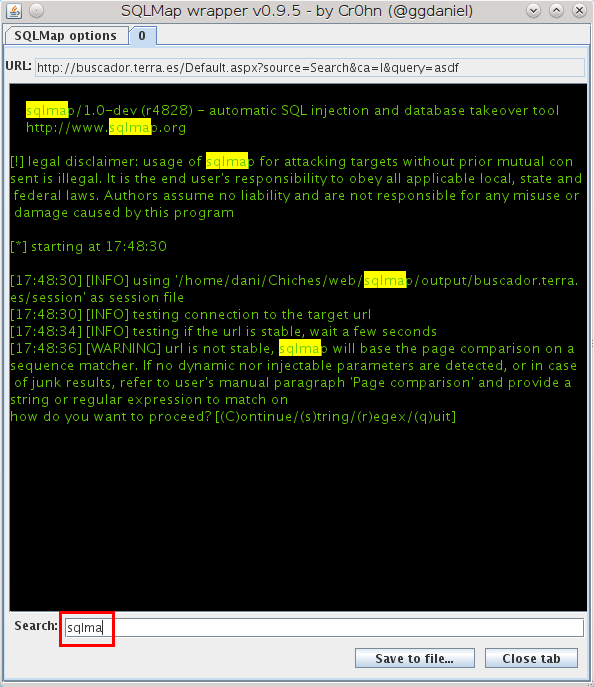 SQLMap wrapper v0.9.5 - by Cr0hn (@ggdaniel)
SQLMap options 0
URL: http://buscador.terra.es/Default.aspx?source=Search&ca=l&query=asdf
sqlmap/1.0-dev (r4828) - automatic SQL injection and database takeover tool
http://www.sqlmap.org
[!] legal disclaimer: usage of sqlmap for attacking targets without prior mutual con
sent is illegal. It is the end user's responsibility to obey all applicable local, state and
federal laws. Authors assume no liability and are not responsible for any misuse or
damage caused by this program
[*] starting at 17:48:30
[17:48:30] [INFO] using '/home/dani/Chiches/web/sqlmap/output/buscador.terra.
es/session' as session file
[17:48:30] [INFO] testing connection to the target url
[17:48:34] [INFO] testing if the url is stable, wait a few seconds
[17:48:36] [WARNING] url is not stable, sqlmap will base the page comparison on a
sequence matcher. If no dynamic nor injectable parameters are detected, or in case
of junk results, refer to user's manual paragraph 'Page comparison' and provide a
string or regular expression to match on
how do you want to proceed? [(C)ontinue/(s)tring/(r)egex/(q)uit]
Search: sqlma
Save to file... Close tab